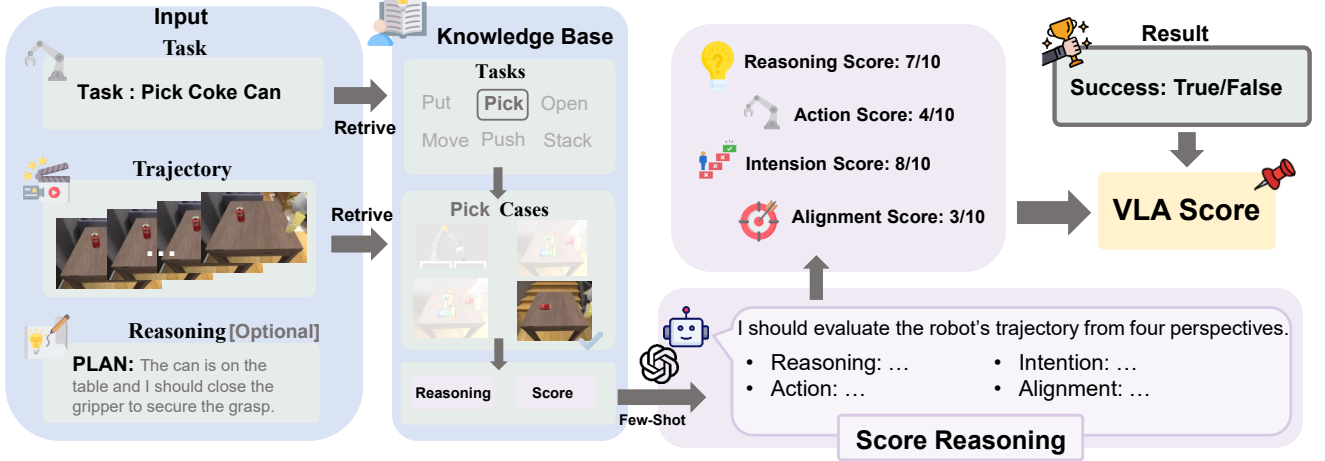 Input
Task
Task : Pick Coke Can
Retrive
Trajectory
...
Retrive
Reasoning [Optional]
PLAN: The can is on the
table and I should close the
gripper to secure the grasp.
Knowledge Base
Tasks
Put Pick Open
Move Push Stack
Pick Cases
Reasoning Score
Few-Shot
Reasoning Score: 7/10
Action Score: 4/10
Intension Score: 8/10
Alignment Score: 3/10
Result
Success: True/False
VLA Score
I should evaluate the robot's trajectory from four perspectives.
• Reasoning: …
• Action: …
• Intention: …
• Alignment: …
Score Reasoning